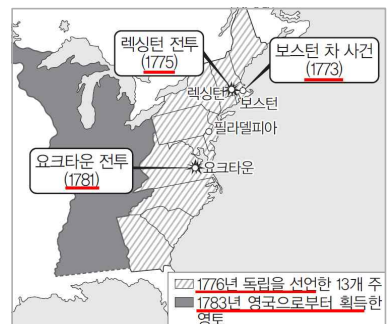 렉싱턴 전투
(1775)
보스턴 차 사건
(1773)
렉싱턴
보스턴
필라델피아
요크타운 전투
(1781)
요크타운
1776년 독립을 선언한 13개 주
1783년 영국으로부터 획득한
영토